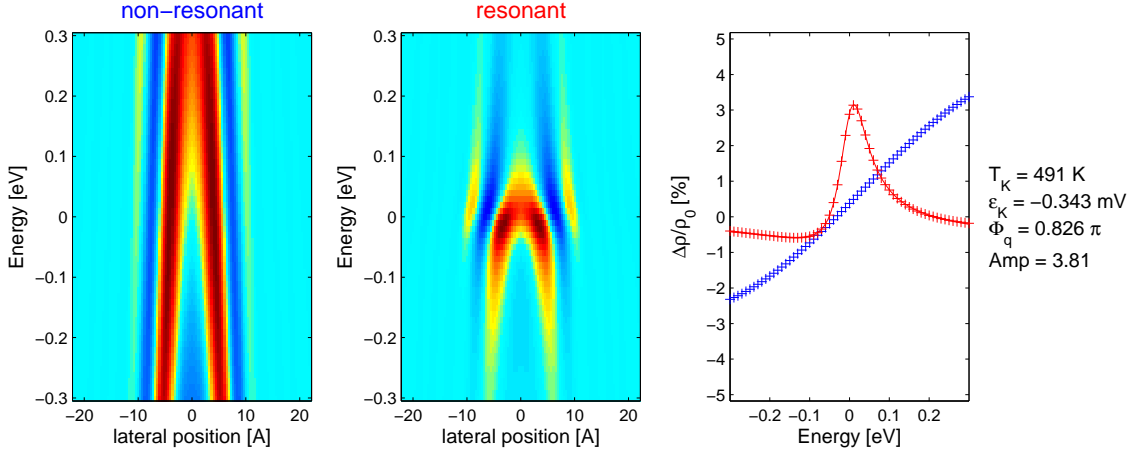 non−resonant
0.3
0.2
0.1
0
−0.1
−0.2
−0.3
Energy [eV]
−20 −10 0 10 20
lateral position [A]
resonant
0.3
0.2
0.1
0
−0.1
−0.2
−0.3
Energy [eV]
−20 −10 0 10 20
lateral position [A]
5
4
3
2
1
0
−1
−2
−3
−4
−5
Δρ/ρ0 [%]
−0.2 −0.1 0 0.1 0.2
Energy [eV]
TK = 491 K
εK = −0.343 mV
Φq = 0.826 π
Amp = 3.81